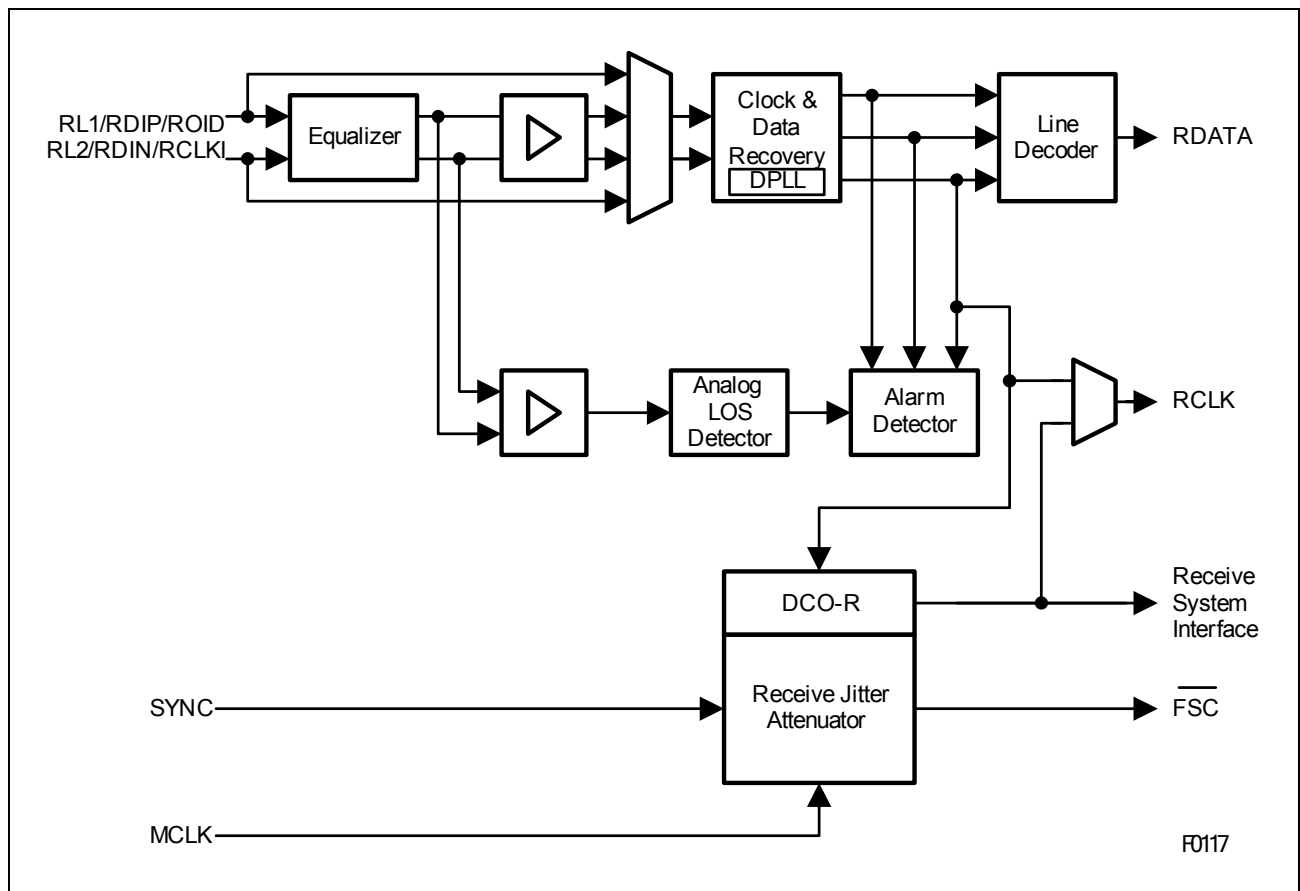 RL1/RDIP/ROID
RL2/RDIN/RCLKI
Equalizer
Clock &
Data
Recovery
DPLL
Line
Decoder
RDATA
Analog
LOS
Detector
Alarm
Detector
RCLK
DCO-R
Receive
System
Interface
SYNC
Receive Jitter
Attenuator
FSC
MCLK
F0117